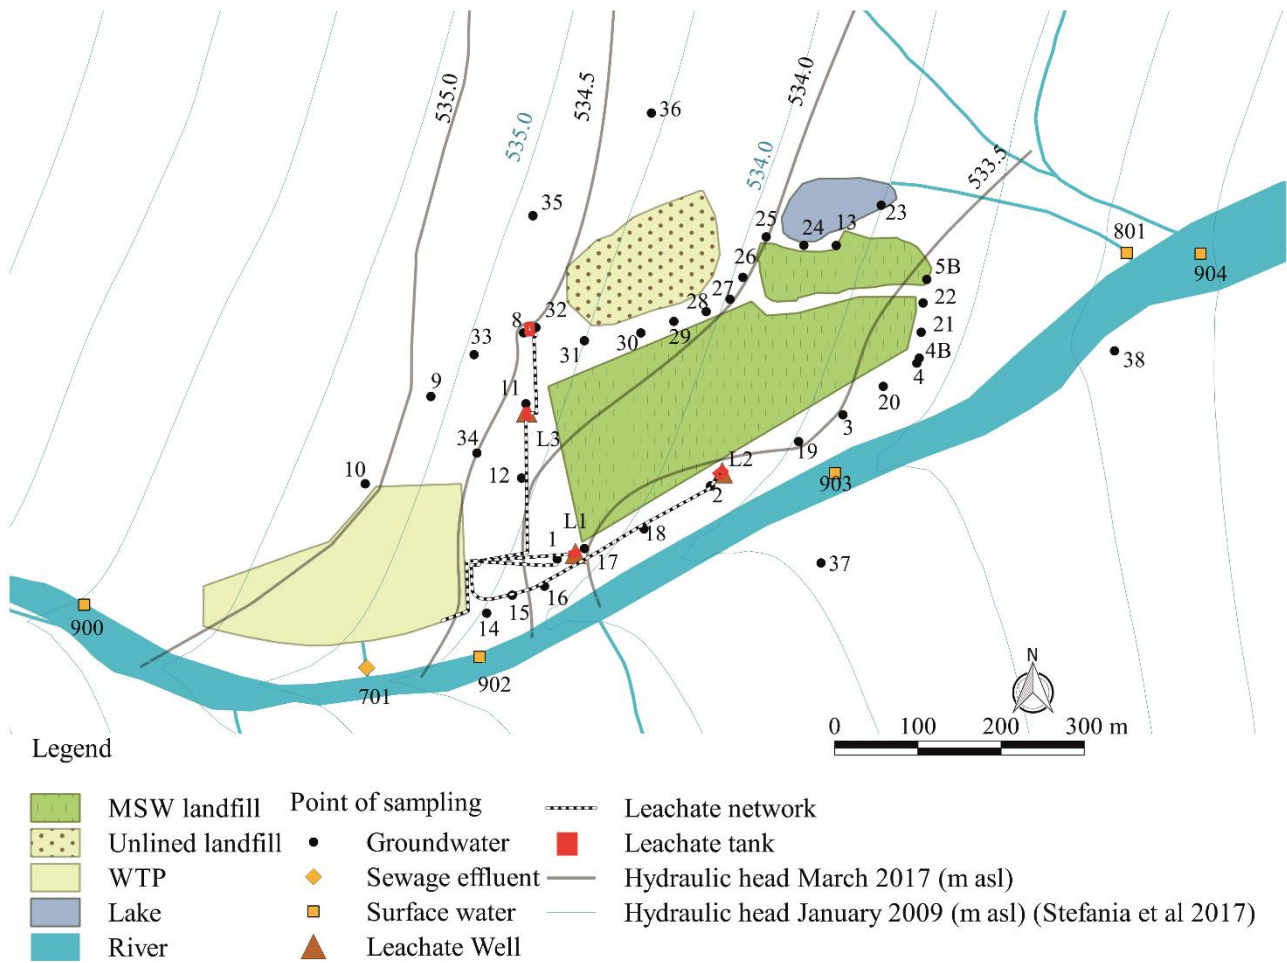 535.0
534.5
534.0
36
535.0
534.0
533.5
35
25
24
13
23
801
904
26
5B
27
22
28
32
8
29
21
30
31
33
4B
4
38
9
11
20
L3
3
34
19
L2
10
12
2
903
L1
18
1
17
37
16
15
14
900
902
701
N
0 100 200 300 m
Legend
MSW landfill
Unlined landfill
WTP
Lake
River
Point of sampling
Groundwater
Sewage effluent
Surface water
Leachate Well
Leachate network
Leachate tank
Hydraulic head March 2017 (m asl)
Hydraulic head January 2009 (m asl) (Stefania et al 2017)